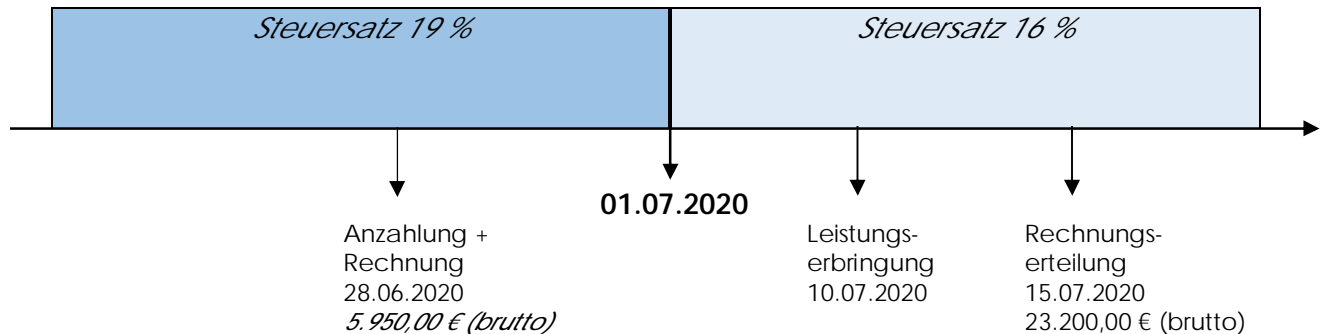 Steuersatz 19 %
Steuersatz 16 %
01.07.2020
Anzahlung +
Rechnung
28.06.2020
5.950,00 € (brutto)
Leistungs-
erbringung
10.07.2020
Rechnungs-
erteilung
15.07.2020
23.200,00 € (brutto)